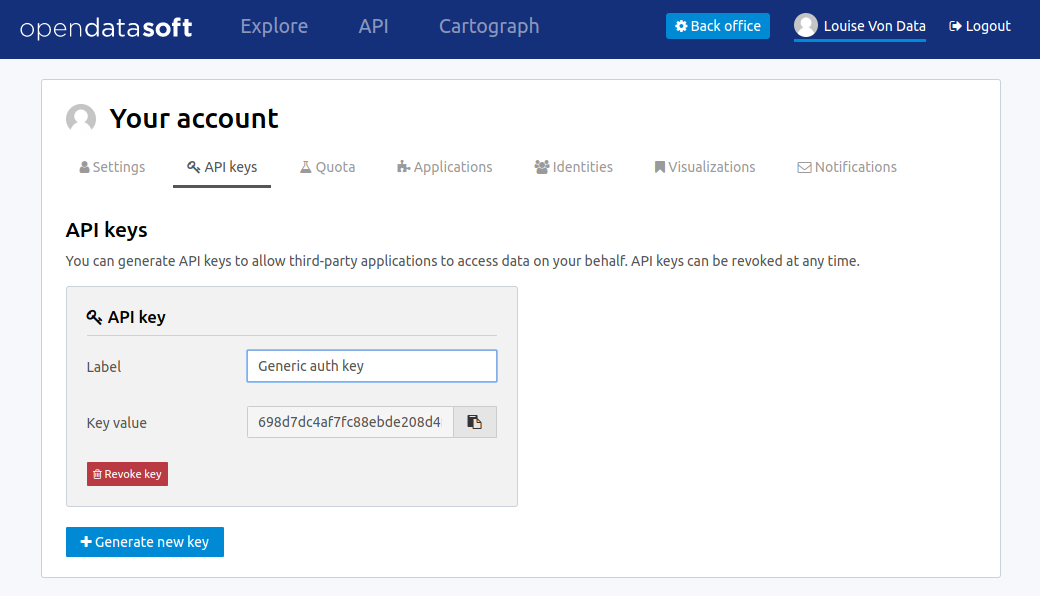 opendatasoft Explore API Cartograph Back office Louise Von Data Logout
Your account
Settings API keys Quota Applications Identities Visualizations Notifications
API keys
You can generate API keys to allow third-party applications to access data on your behalf. API keys can be revoked at any time.
API key
Label Generic auth key
Key value 698d7dc4af7fc88ebde208d4
Revoke key
Generate new key